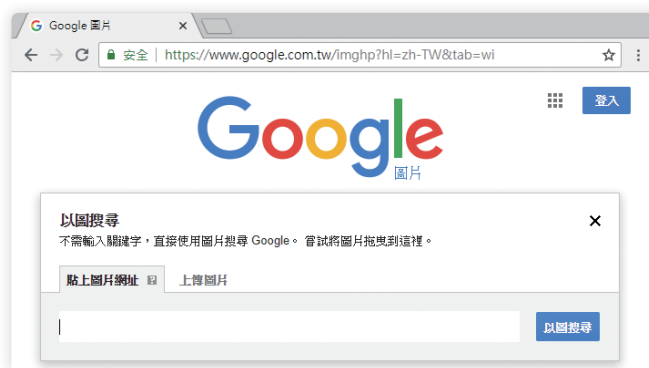 Google 圖片
安全 | https://www.google.com.tw/imghp?hl=zh-TW&tab=wi
登入
Google
圖片
以圖搜尋
不需輸入關鍵字，直接使用圖片搜尋 Google。 嘗試將圖片拖曳到這裡。
貼上圖片網址 ? 上傳圖片
以圖搜尋